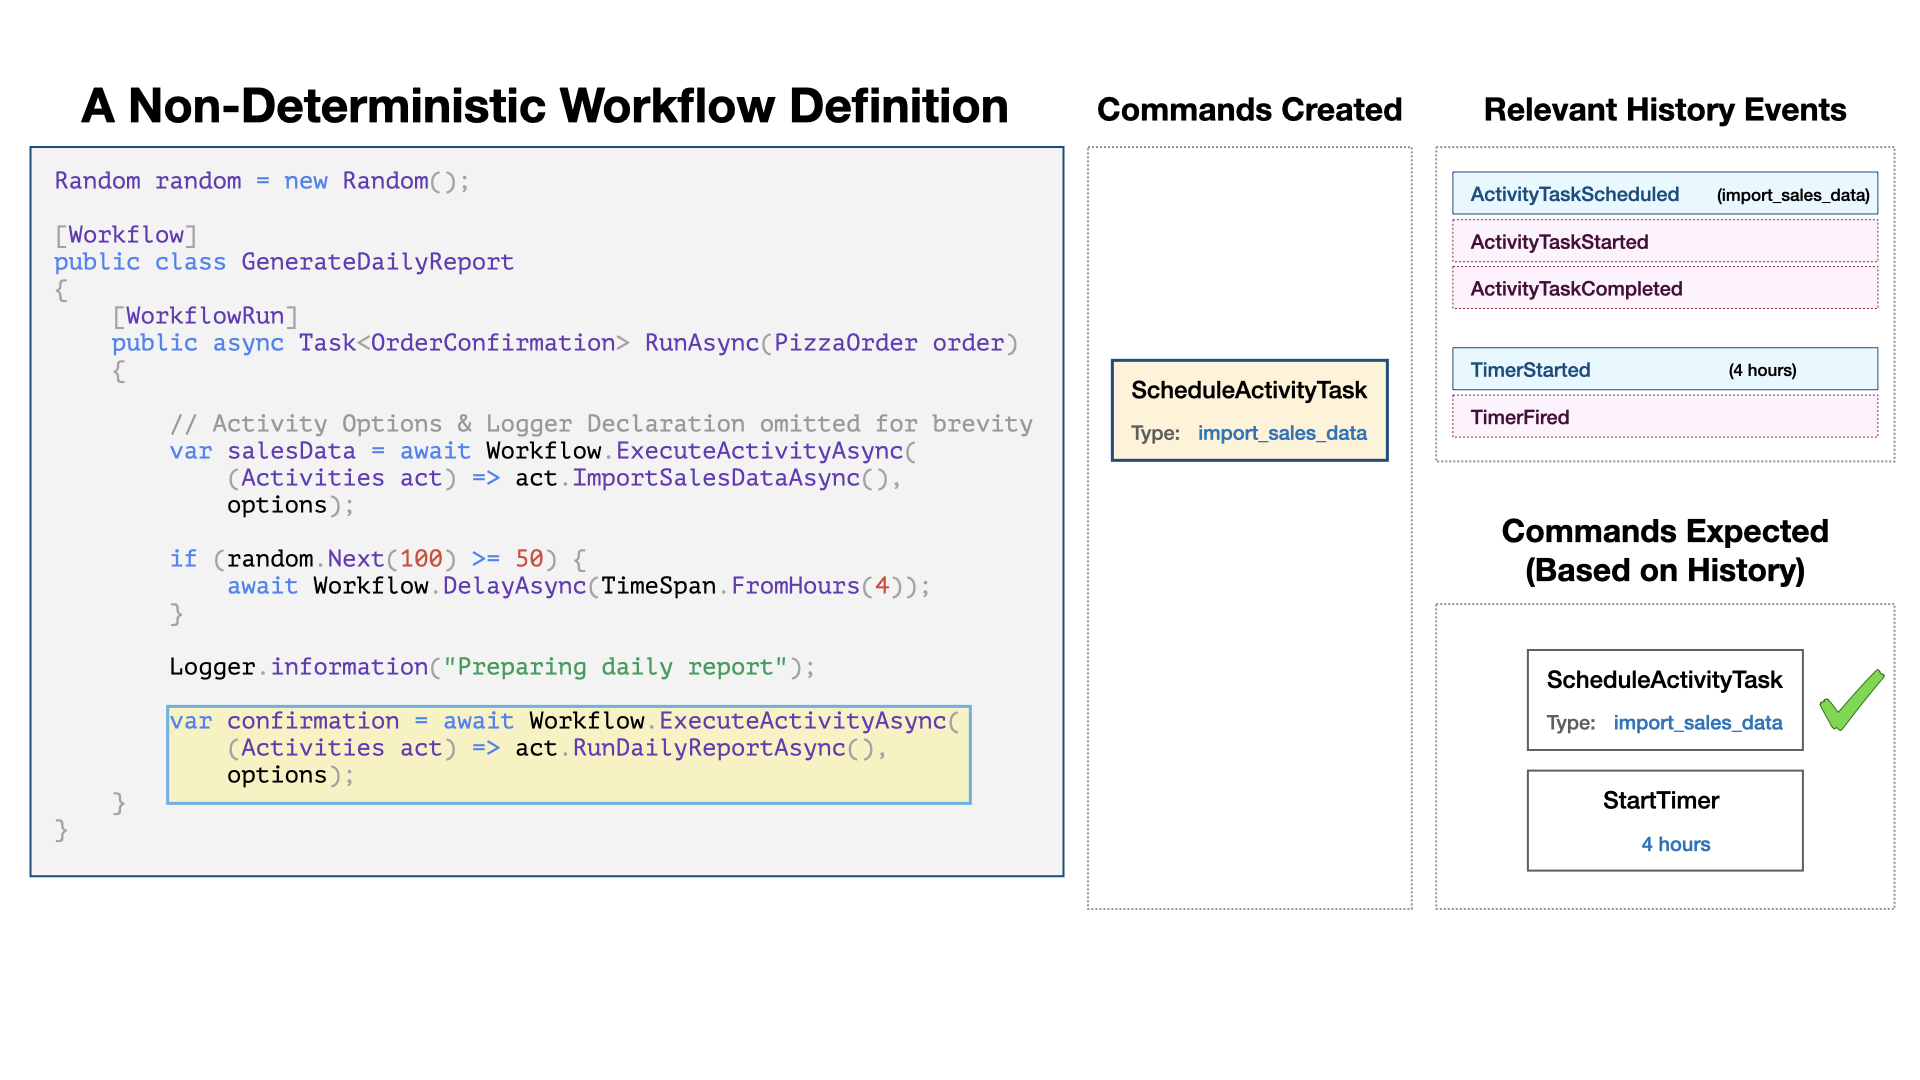 A Non-Deterministic Workflow Definition
Random random = new Random();
[Workflow]
public class GenerateDailyReport
{
[WorkflowRun]
public async Task<OrderConfirmation> RunAsync(PizzaOrder order)
{
// Activity Options & Logger Declaration omitted for brevity
var salesData = await Workflow.ExecuteActivityAsync(
(Activities act) => act.ImportSalesDataAsync(),
options);
if (random.Next(100) >= 50) {
await Workflow.DelayAsync(TimeSpan.FromHours(4));
}
Logger.information("Preparing daily report");
var confirmation = await Workflow.ExecuteActivityAsync(
(Activities act) => act.RunDailyReportAsync(),
options);
}
}
Commands Created
ScheduleActivityTask
Type: import_sales_data
Relevant History Events
ActivityTaskScheduled (import_sales_data)
ActivityTaskStarted
ActivityTaskCompleted
TimerStarted (4 hours)
TimerFired
Commands Expected
(Based on History)
ScheduleActivityTask
Type: import_sales_data
StartTimer
4 hours